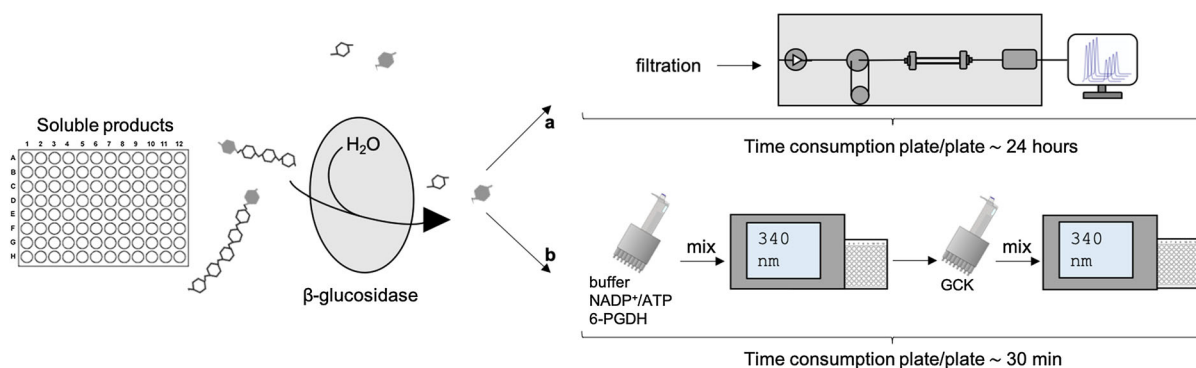 Soluble products
1 2 3 4 5 6 7 8 9 10 11 12
A
B
C
D
E
F
G
H
H₂O
β-glucosidase
a
b
filtration
Time consumption plate/plate ~ 24 hours
buffer
NADP⁺/ATP
6-PGDH
mix
340
nm
GCK
mix
340
nm
Time consumption plate/plate ~ 30 min